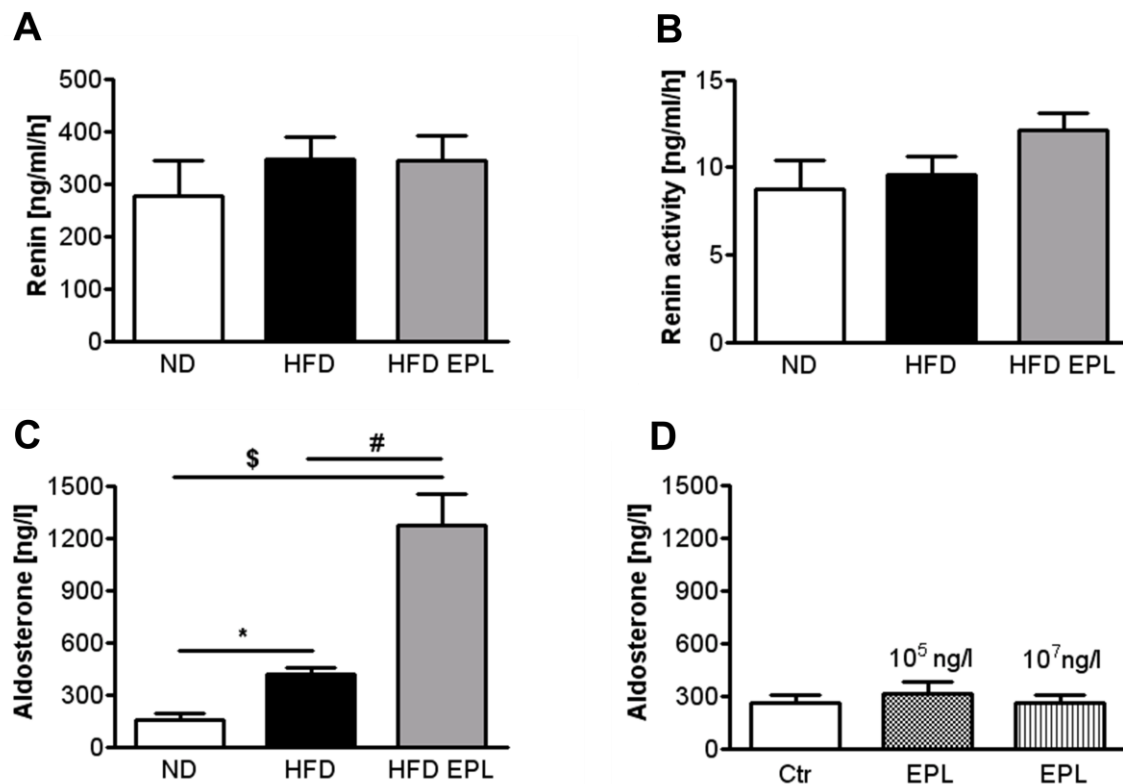 A
Renin [ng/ml/h]
500
400
300
200
100
0
ND HFD HFD EPL
B
Renin activity [ng/ml/h]
15
10
5
0
ND HFD HFD EPL
C
Aldosterone [ng/l]
1500
1200
900
600
300
0
$ #
*
ND HFD HFD EPL
D
Aldosterone [ng/l]
1500
1200
900
600
300
0
10⁵ ng/l 10⁷ng/l
Ctr EPL EPL